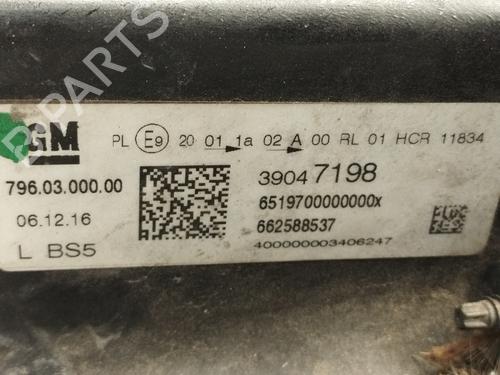 GM
PL E9 20 01 1a 02 A 00 RL 01 HCR 11834
796.03.000.00
39047198
06.12.16
6519700000000x
662588537
L BS5
400000003406247
B-PARTS